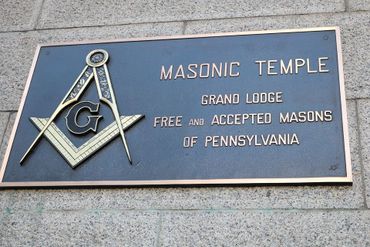 G
MASONIC TEMPLE
GRAND LODGE
FREE AND ACCEPTED MASONS
OF PENNSYLVANIA